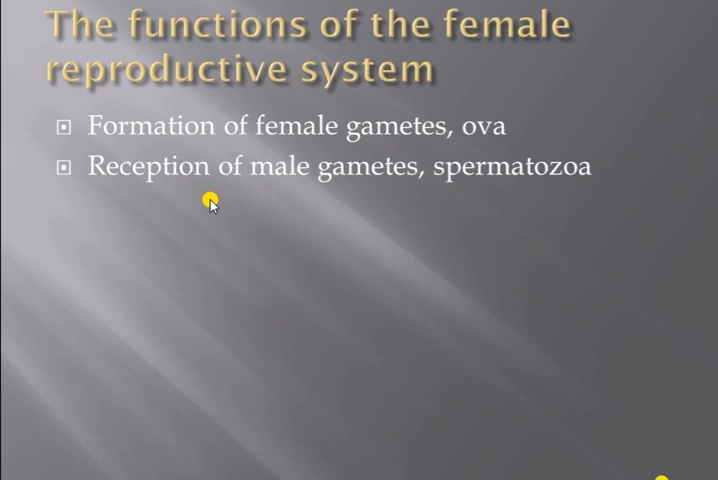 The functions of the female
reproductive system
Formation of female gametes, ova
Reception of male gametes, spermatozoa